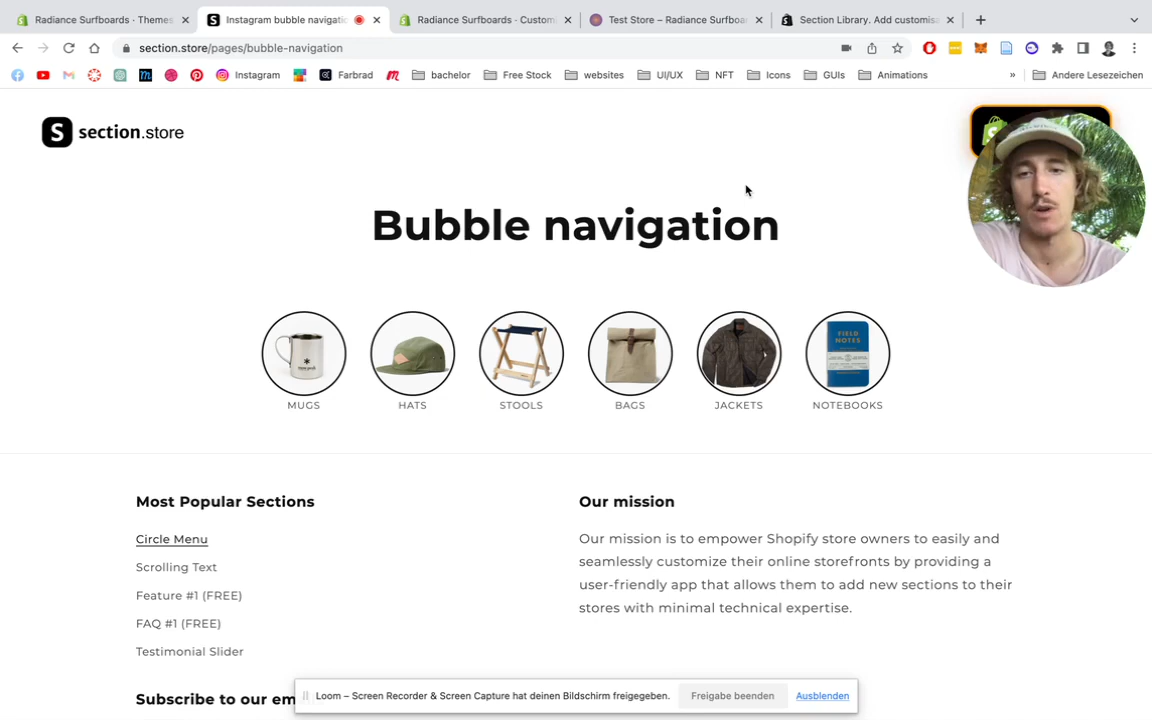 Radiance Surfboards · Themes
Instagram bubble navigatio
Radiance Surfboards · Custom
Test Store – Radiance Surfboa
Section Library. Add customisa
section.store/pages/bubble-navigation
Instagram
Farbrad
bachelor
Free Stock
websites
UI/UX
NFT
Icons
GUIs
Animations
»
Andere Lesezeichen
S section.store
Bubble navigation
FIELD
NOTES
MUGS
HATS
STOOLS
BAGS
JACKETS
NOTEBOOKS
Most Popular Sections
Circle Menu
Scrolling Text
Feature #1 (FREE)
FAQ #1 (FREE)
Testimonial Slider
Our mission
Our mission is to empower Shopify store owners to easily and
seamlessly customize their online storefronts by providing a
user-friendly app that allows them to add new sections to their
stores with minimal technical expertise.
Subscribe to our em
Loom – Screen Recorder & Screen Capture hat deinen Bildschirm freigegeben.
Freigabe beenden
Ausblenden